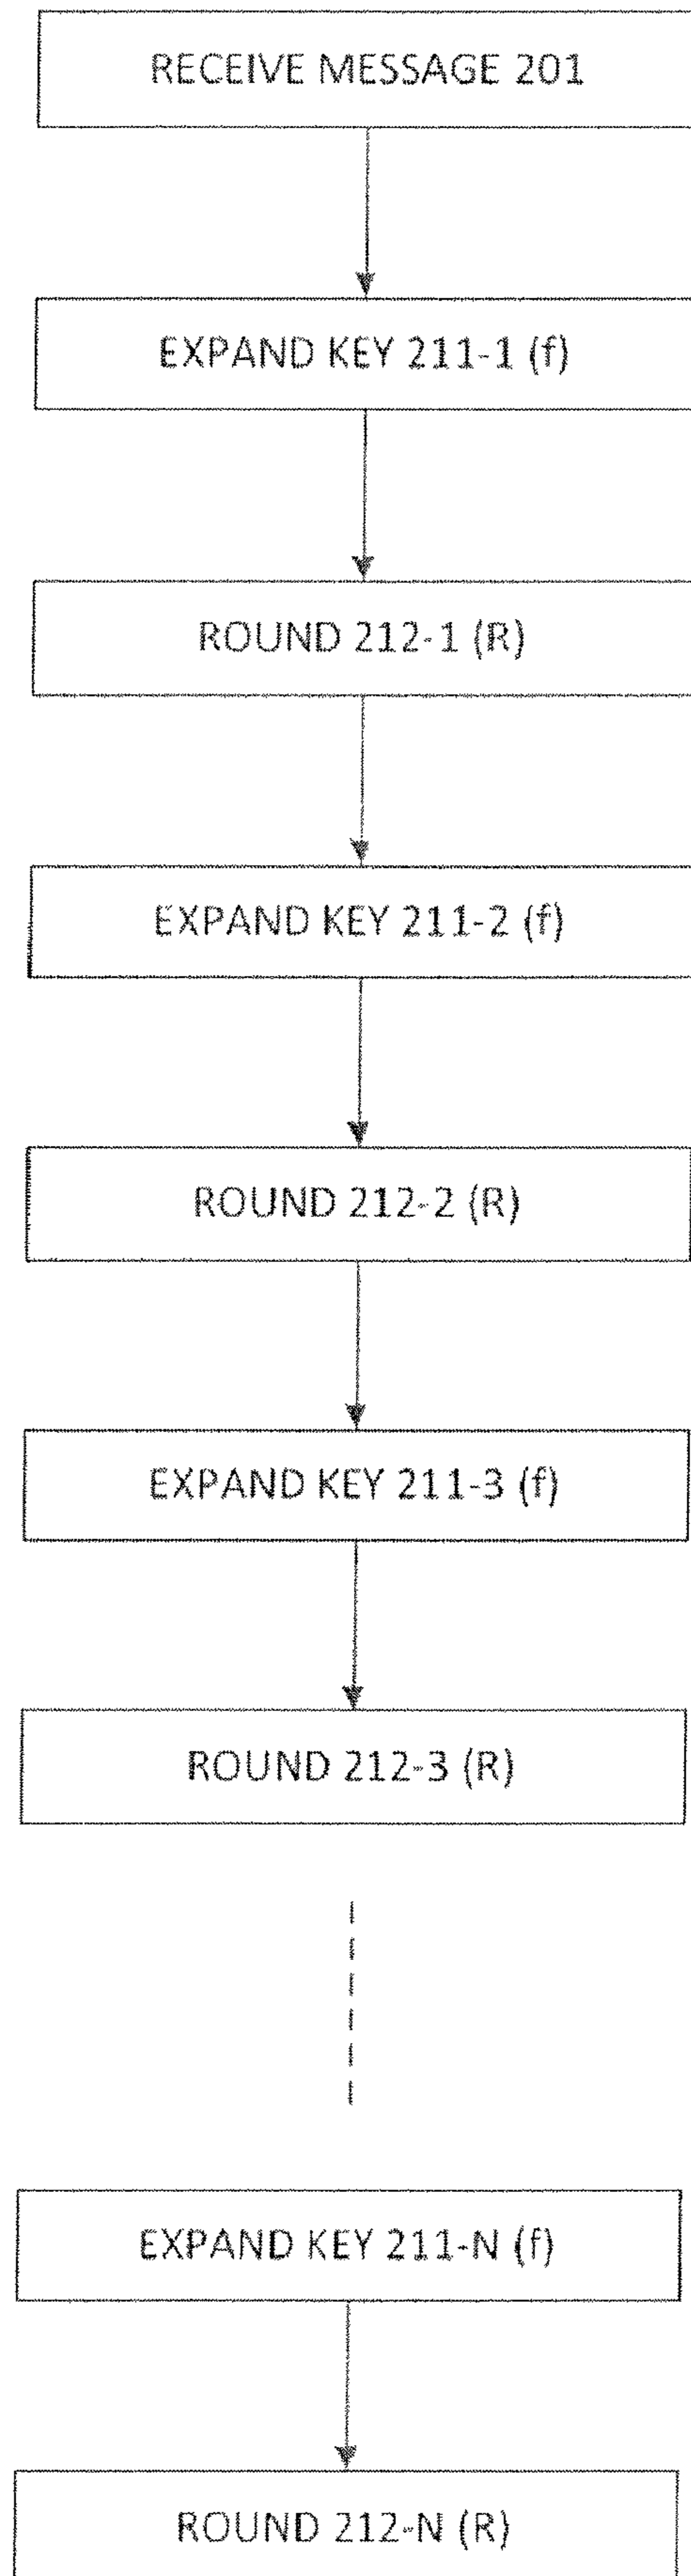 RECEIVE MESSAGE 201
EXPAND KEY 211-1 (f)
ROUND 212-1 (R)
EXPAND KEY 211-2 (f)
ROUND 212-2 (R)
EXPAND KEY 211-3 (f)
ROUND 212-3 (R)
EXPAND KEY 211-N (f)
ROUND 212-N (R)